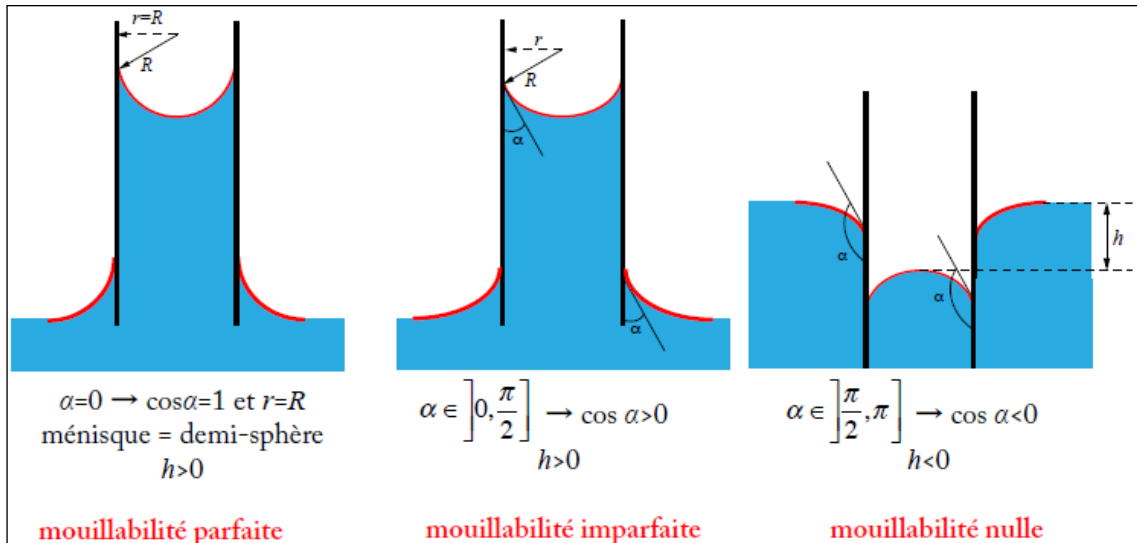 r=R
R
α=0 → cosα=1 et r=R
ménisque = demi-sphère
h>0
mouillabilité parfaite
r
R
α
α
α ∈ ]0, π/2] → cos α>0
h>0
mouillabilité imparfaite
α
α
h
α ∈ ]π/2, π] → cos α<0
h<0
mouillabilité nulle